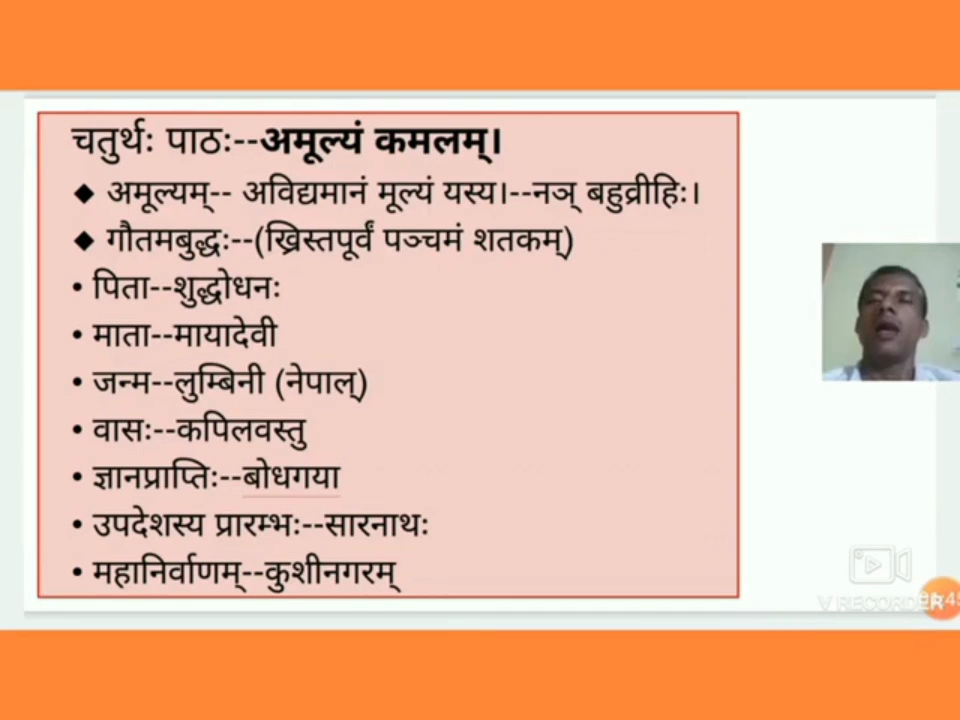 चतुर्थः पाठः--अमूल्यं कमलम्।
◆ अमूल्यम्-- अविद्यमानं मूल्यं यस्य।--नञ् बहुव्रीहिः।
◆ गौतमबुद्धः--(ख्रिस्तपूर्वं पञ्चमं शतकम्)
• पिता--शुद्धोधनः
• माता--मायादेवी
• जन्म--लुम्बिनी (नेपाल्)
• वासः--कपिलवस्तु
• ज्ञानप्राप्तिः--बोधगया
• उपदेशस्य प्रारम्भः--सारनाथः
• महानिर्वाणम्--कुशीनगरम्
V RECORDER